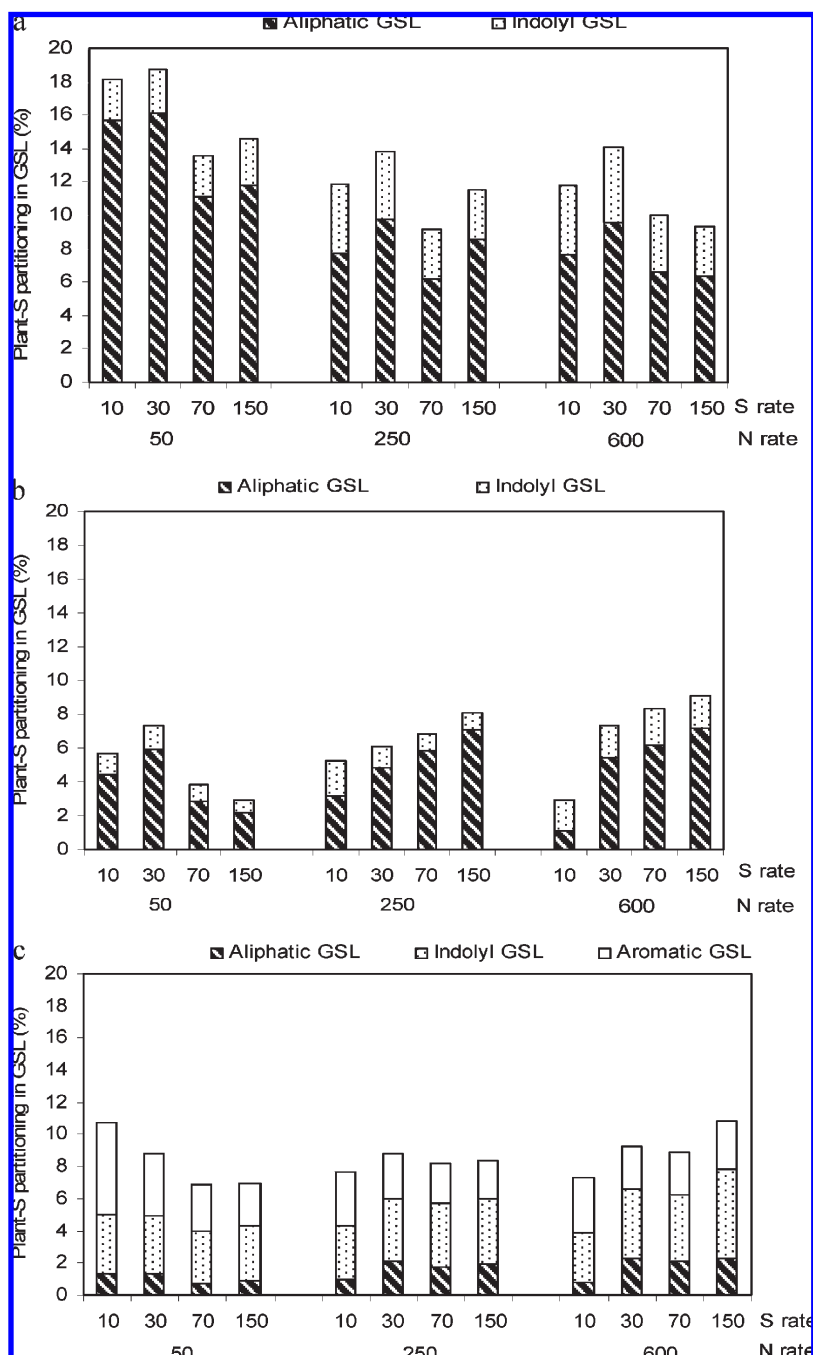 a
Aliphatic GSL Indolyl GSL
Plant-S partitioning in GSL (%)
20
18
16
14
12
10
8
6
4
2
0
10 30 70 150 10 30 70 150 10 30 70 150 S rate
50 250 600 N rate
b
Aliphatic GSL Indolyl GSL
Plant-S partitioning in GSL (%)
20
18
16
14
12
10
8
6
4
2
0
10 30 70 150 10 30 70 150 10 30 70 150 S rate
50 250 600 N rate
c
Aliphatic GSL Indolyl GSL Aromatic GSL
Plant-S partitioning in GSL (%)
20
18
16
14
12
10
8
6
4
2
0
10 30 70 150 10 30 70 150 10 30 70 150 S rate
50 250 600 N rate